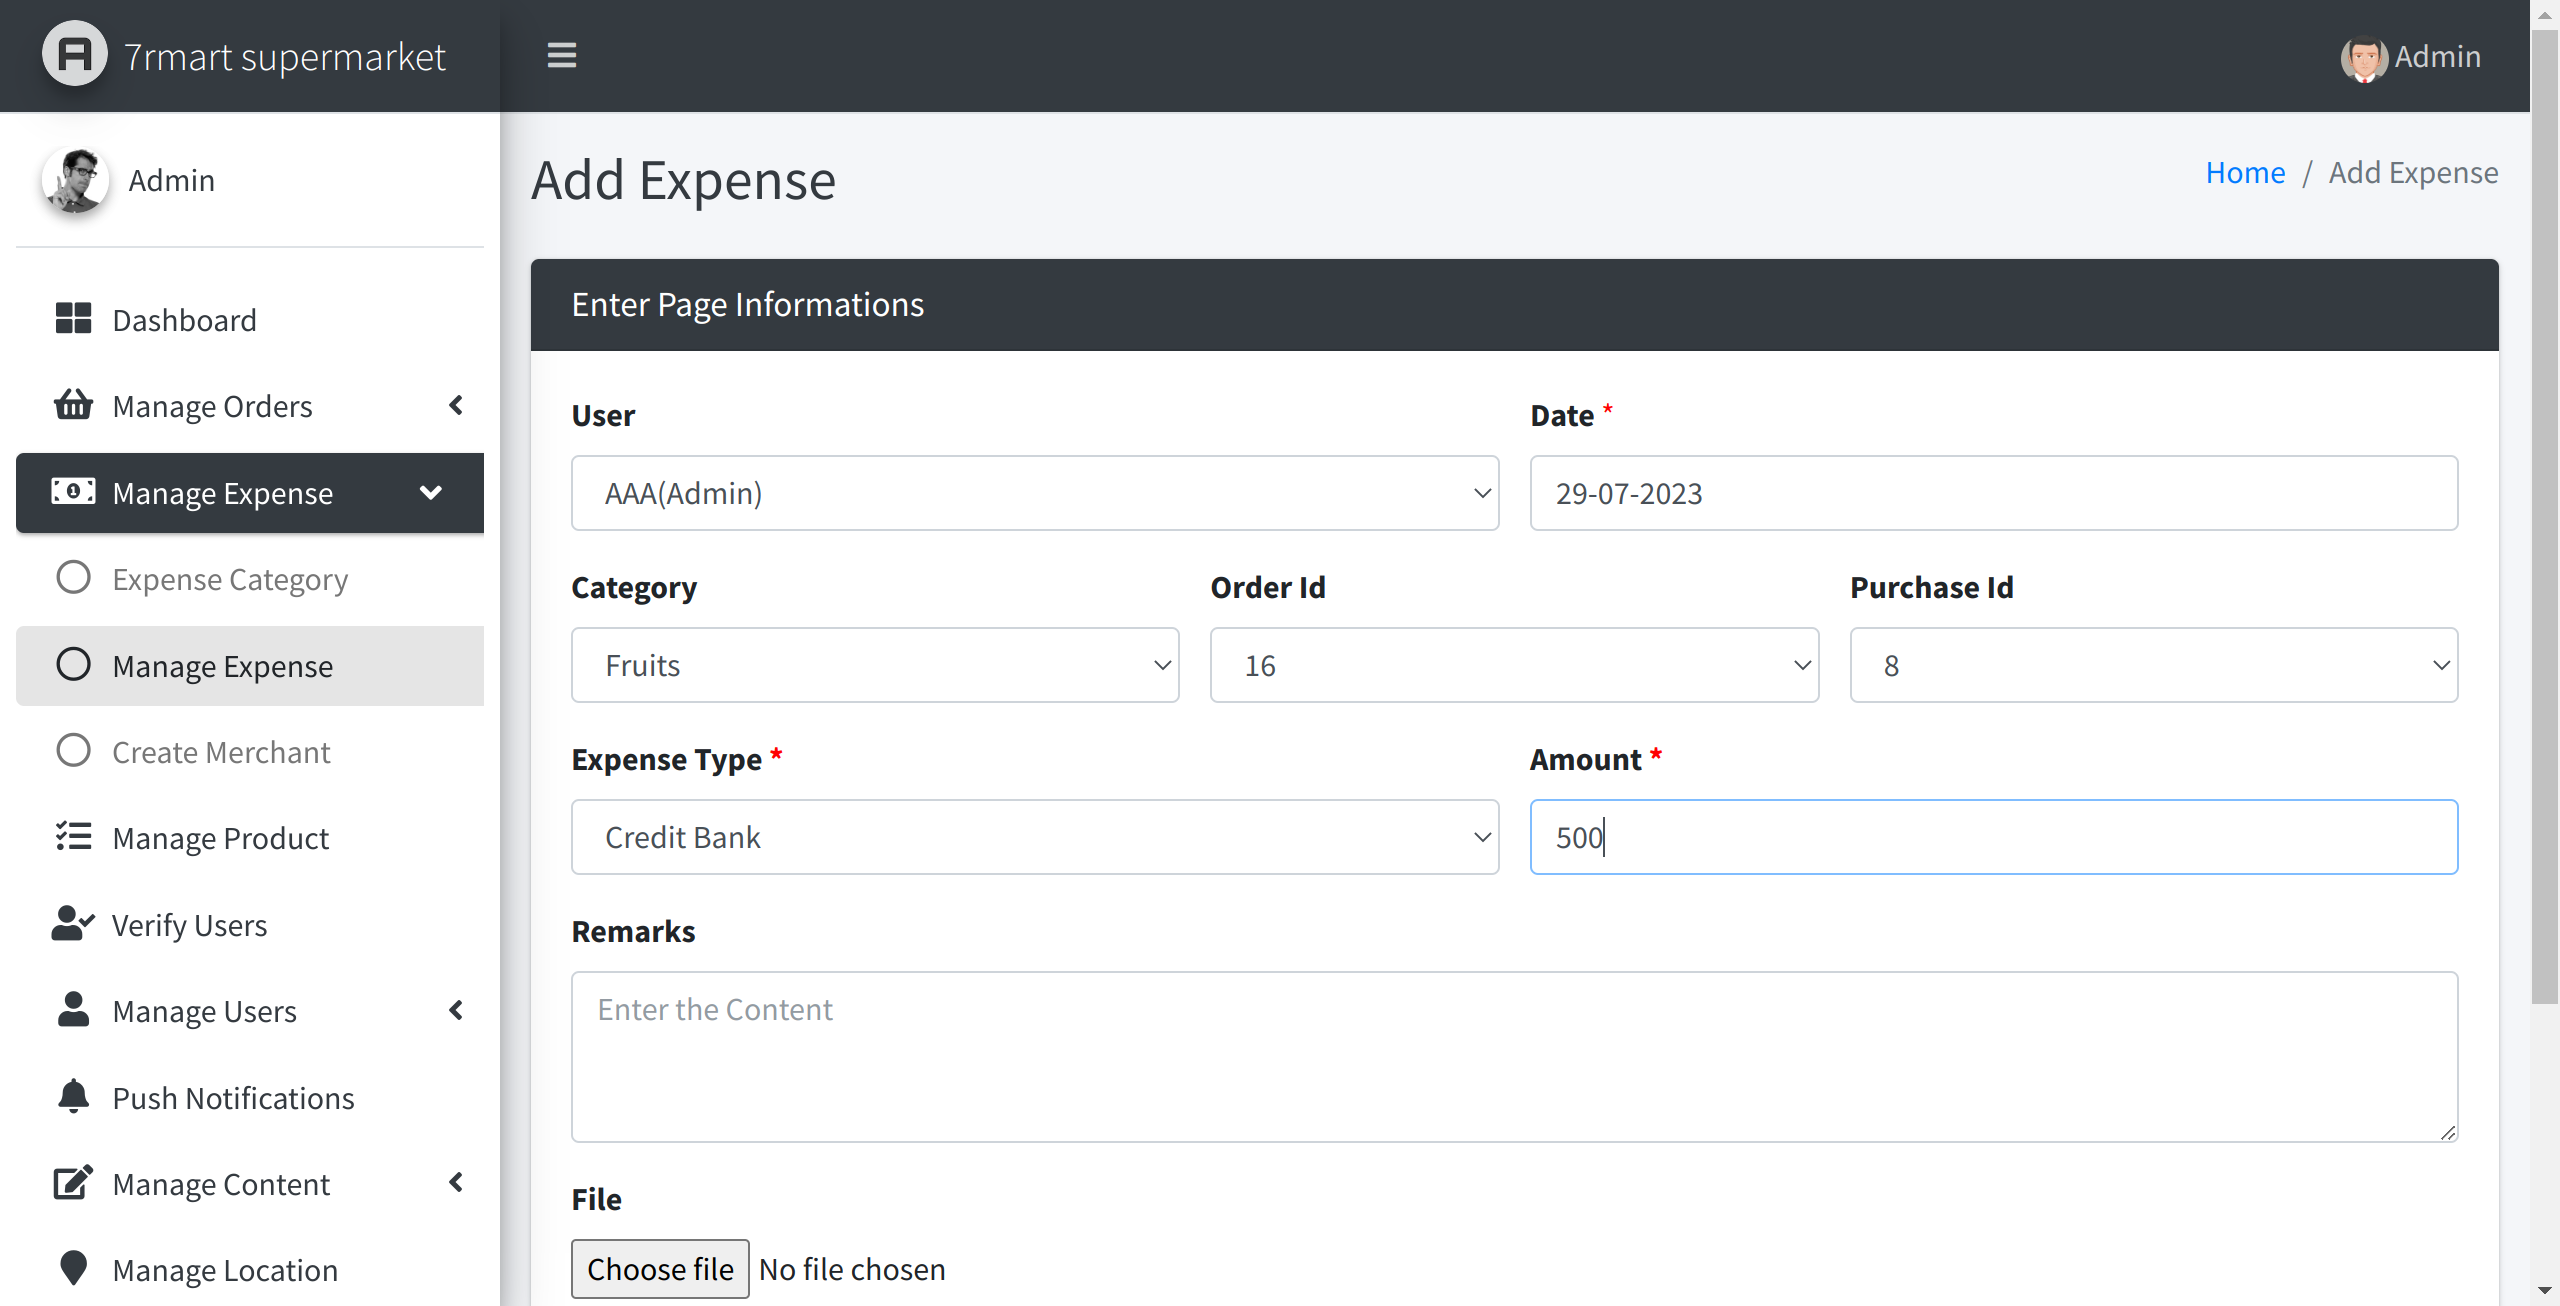 7rmart supermarket
Admin
Admin
Dashboard
Manage Orders
Manage Expense
Expense Category
Manage Expense
Create Merchant
Manage Product
Verify Users
Manage Users
Push Notifications
Manage Content
Manage Location
Add Expense
Home / Add Expense
Enter Page Informations
User
Date *
AAA(Admin)
29-07-2023
Category
Order Id
Purchase Id
Fruits
16
8
Expense Type *
Amount *
Credit Bank
500
Remarks
Enter the Content
File
Choose file No file chosen